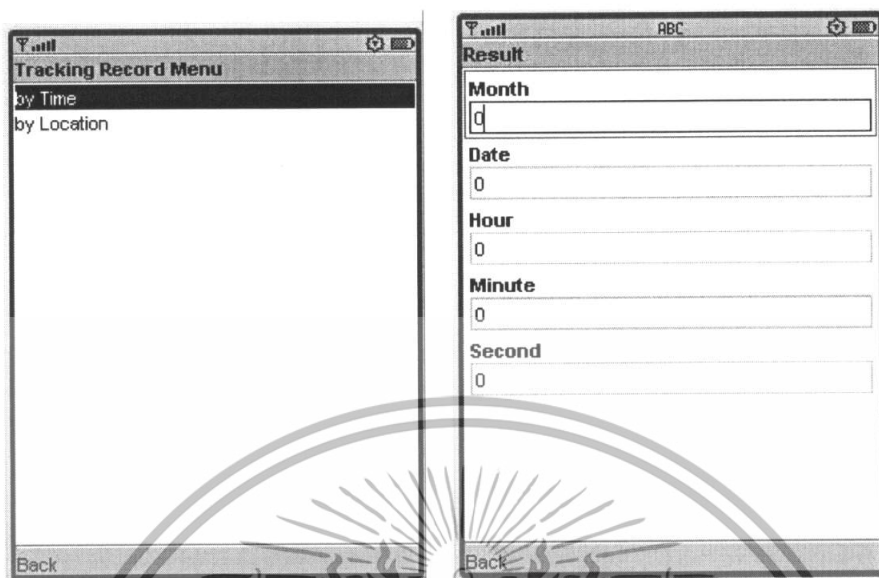 Tracking Record Menu
by Time
by Location
Back
ABC
Result
Month
0
Date
0
Hour
0
Minute
0
Second
0
Back